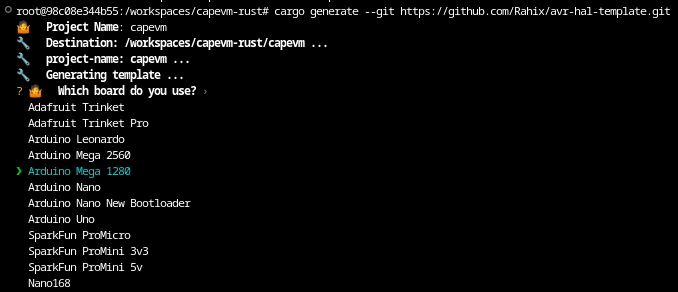 root@98c08e344b55:/workspaces/capevm-rust# cargo generate --git https://github.com/Rahix/avr-hal-template.git
🤷   Project Name: capevm
🔧   Destination: /workspaces/capevm-rust/capevm ...
🔧   project-name: capevm ...
🔧   Generating template ...
? 🤷   Which board do you use? ›
Adafruit Trinket
Adafruit Trinket Pro
Arduino Leonardo
Arduino Mega 2560
❯ Arduino Mega 1280
Arduino Nano
Arduino Nano New Bootloader
Arduino Uno
SparkFun ProMicro
SparkFun ProMini 3v3
SparkFun ProMini 5v
Nano168